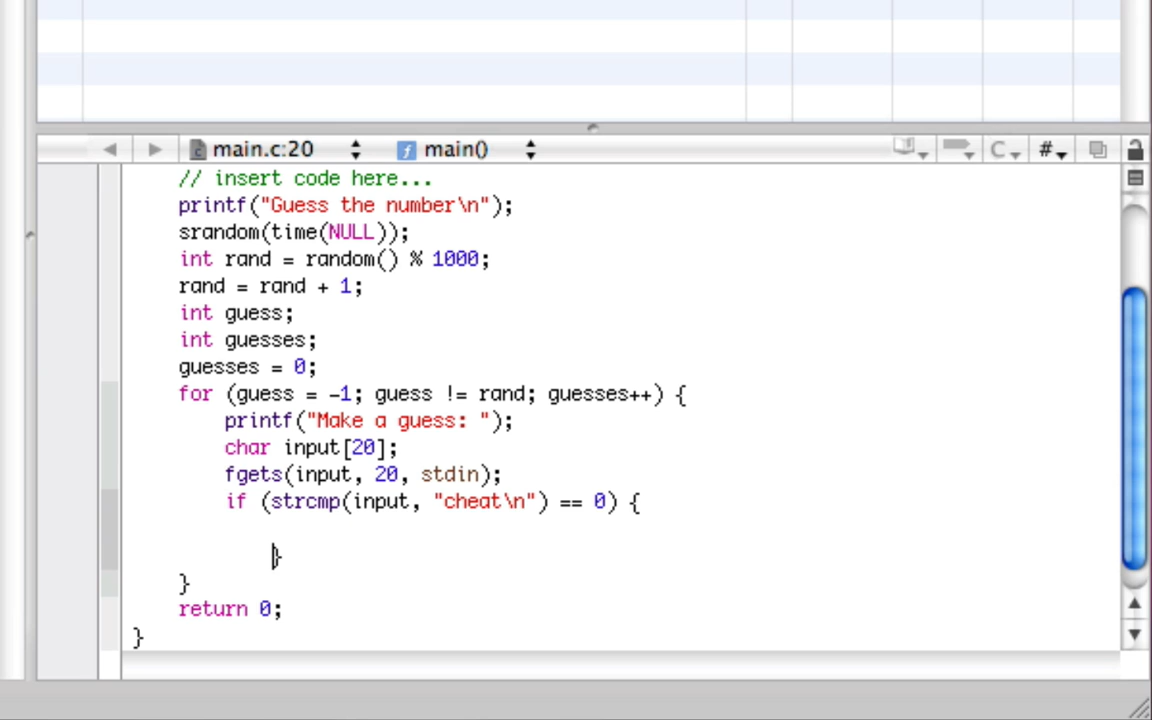 main.c:20 main() C #
// insert code here...
printf("Guess the number\n");
srandom(time(NULL));
int rand = random() % 1000;
rand = rand + 1;
int guess;
int guesses;
guesses = 0;
for (guess = -1; guess != rand; guesses++) {
printf("Make a guess: ");
char input[20];
fgets(input, 20, stdin);
if (strcmp(input, "cheat\n") == 0) {
}
}
return 0;
}